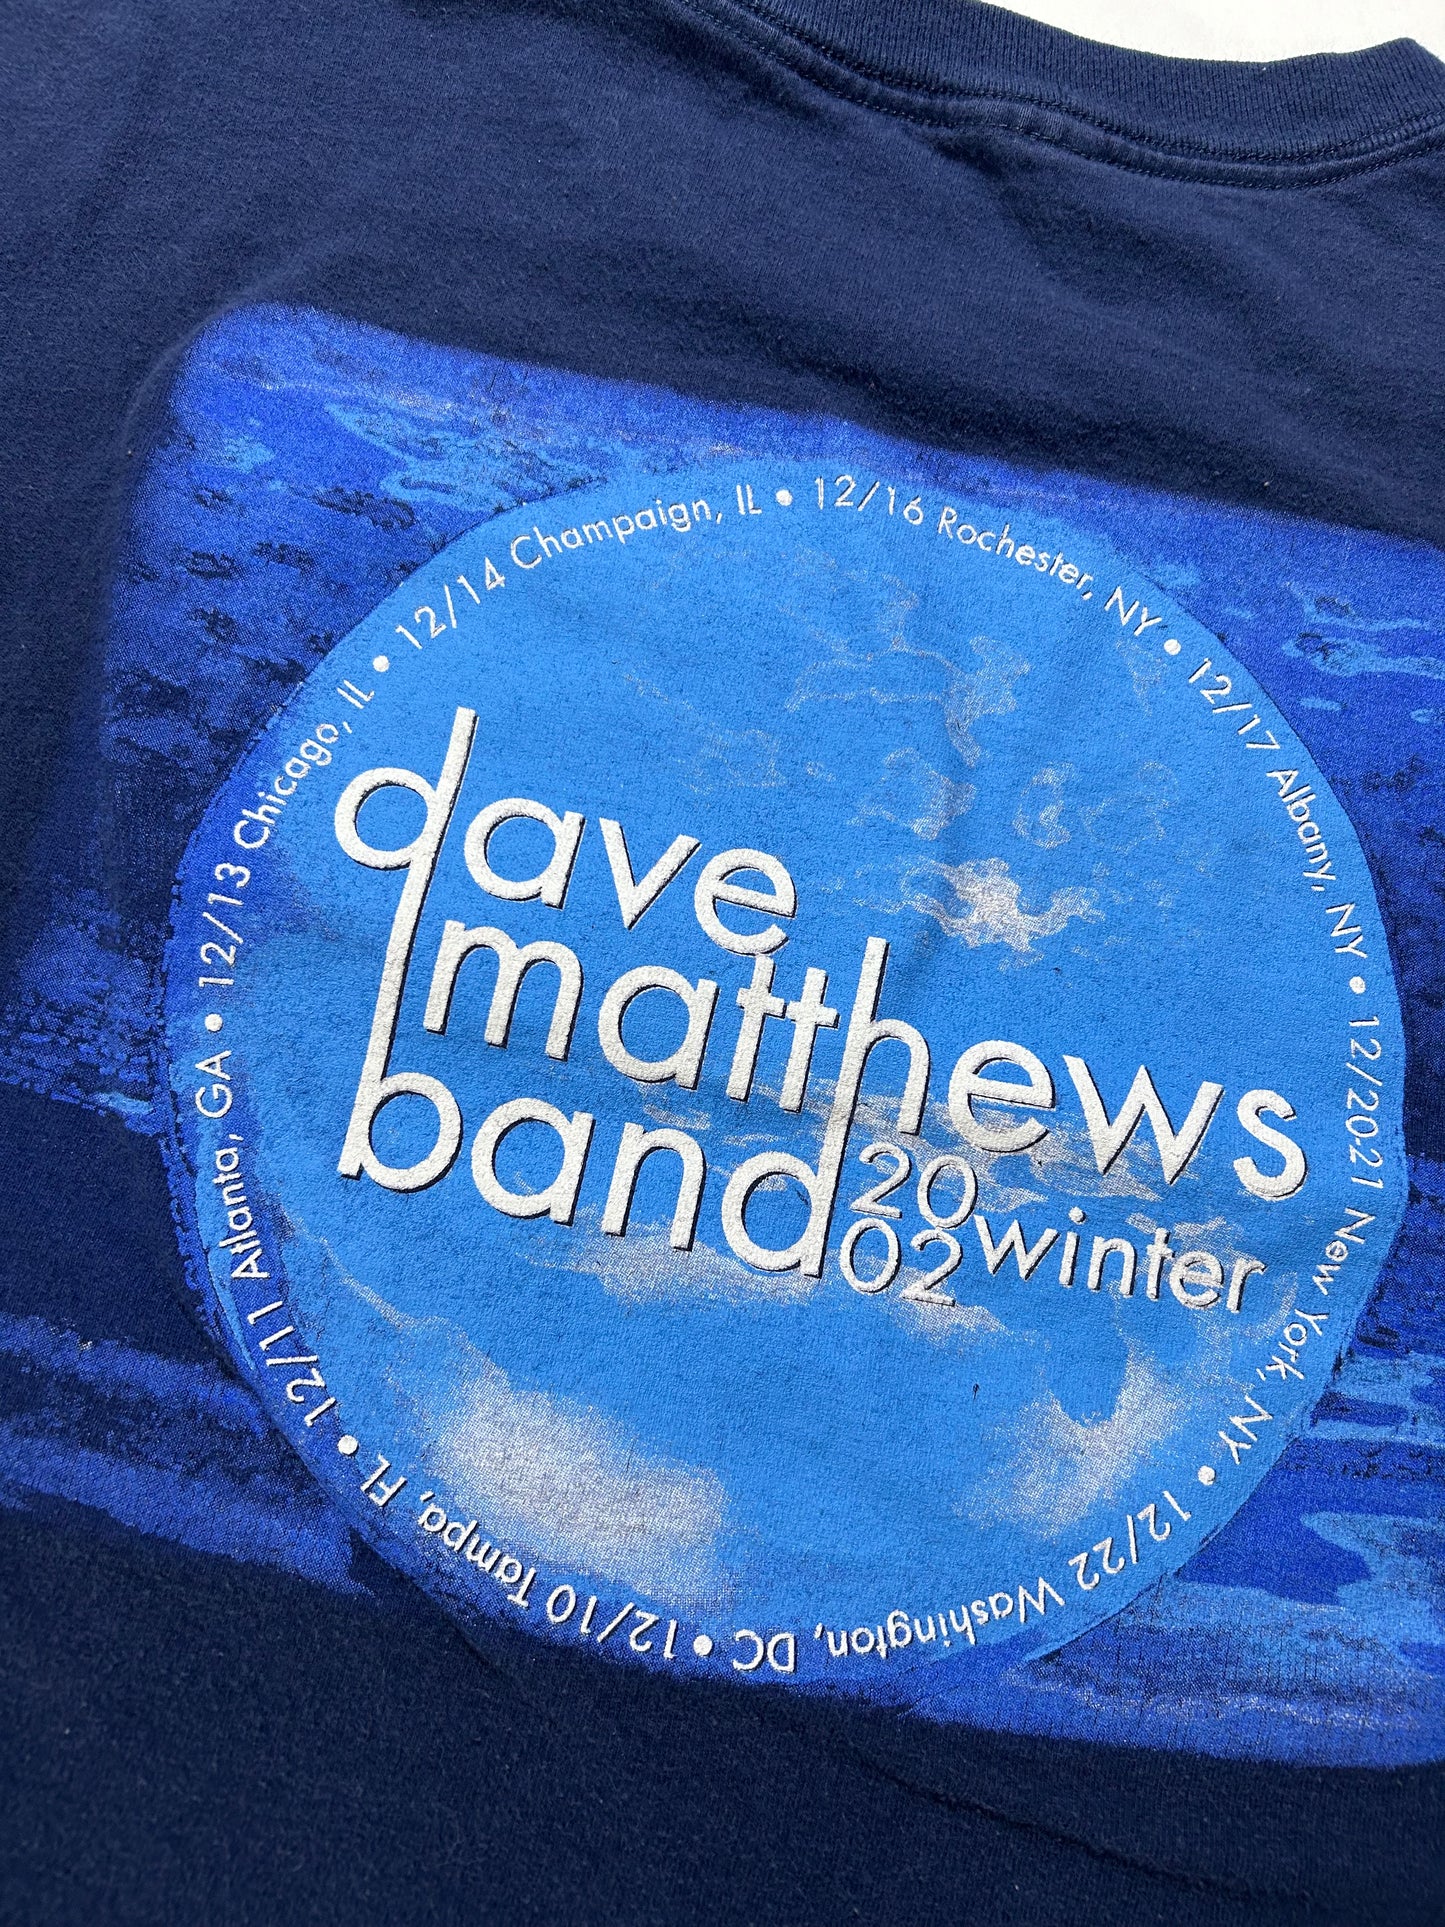 12/10 Tampa, FL • 12/11 Atlanta, GA • 12/13 Chicago, IL • 12/14 Champaign, IL • 12/16 Rochester, NY • 12/17 Albany, NY • 12/20-21 New York, NY • 12/22 Washington, DC •
dave
matthews
band
20
02
winter